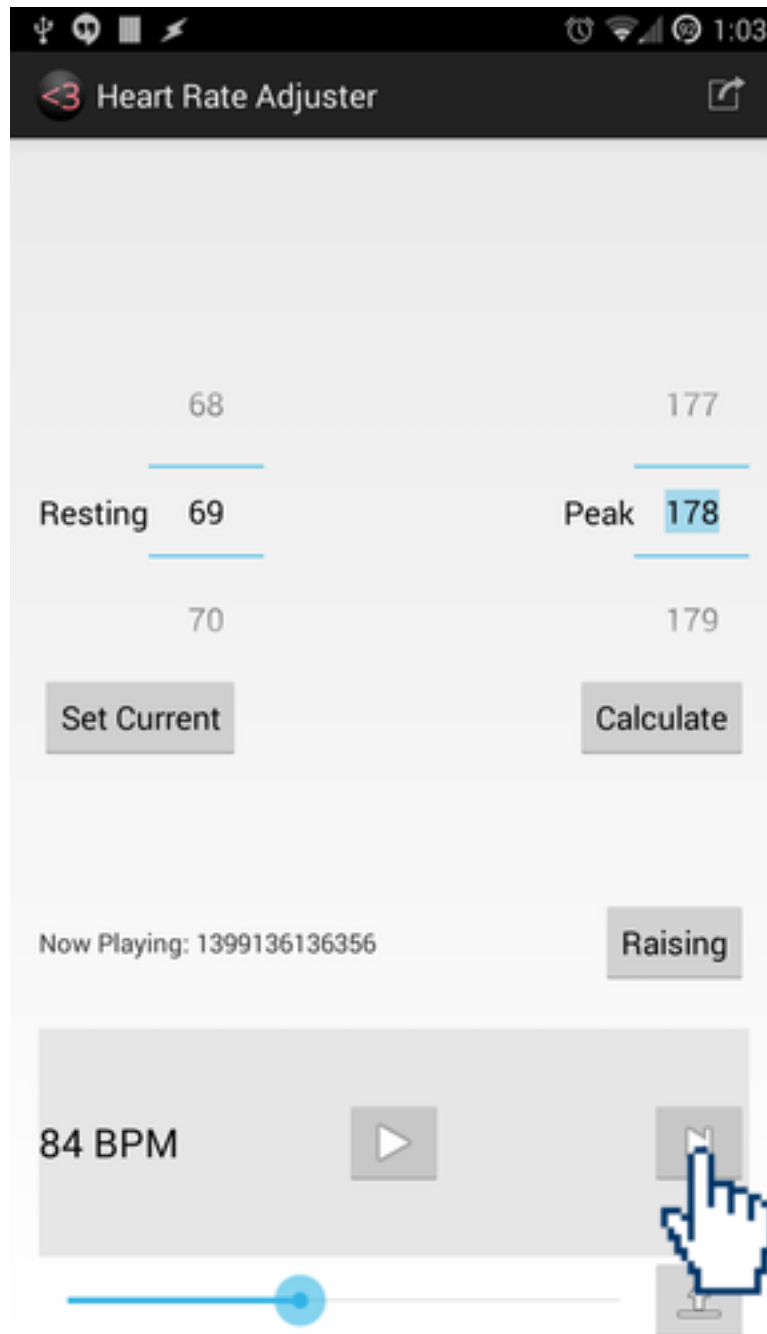 92 1:03
<3 Heart Rate Adjuster
68 177
Resting 69 Peak 178
70 179
Set Current Calculate
Now Playing: 1399136136356 Raising
84 BPM